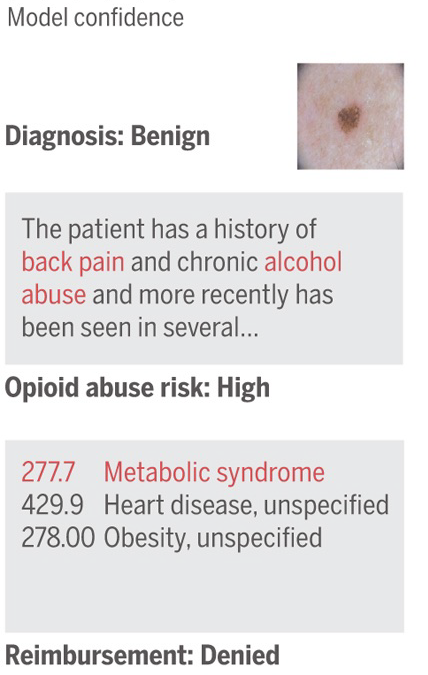 Model confidence
Diagnosis: Benign
The patient has a history of
back pain and chronic alcohol
abuse and more recently has
been seen in several...
Opioid abuse risk: High
277.7 Metabolic syndrome
429.9 Heart disease, unspecified
278.00 Obesity, unspecified
Reimbursement: Denied